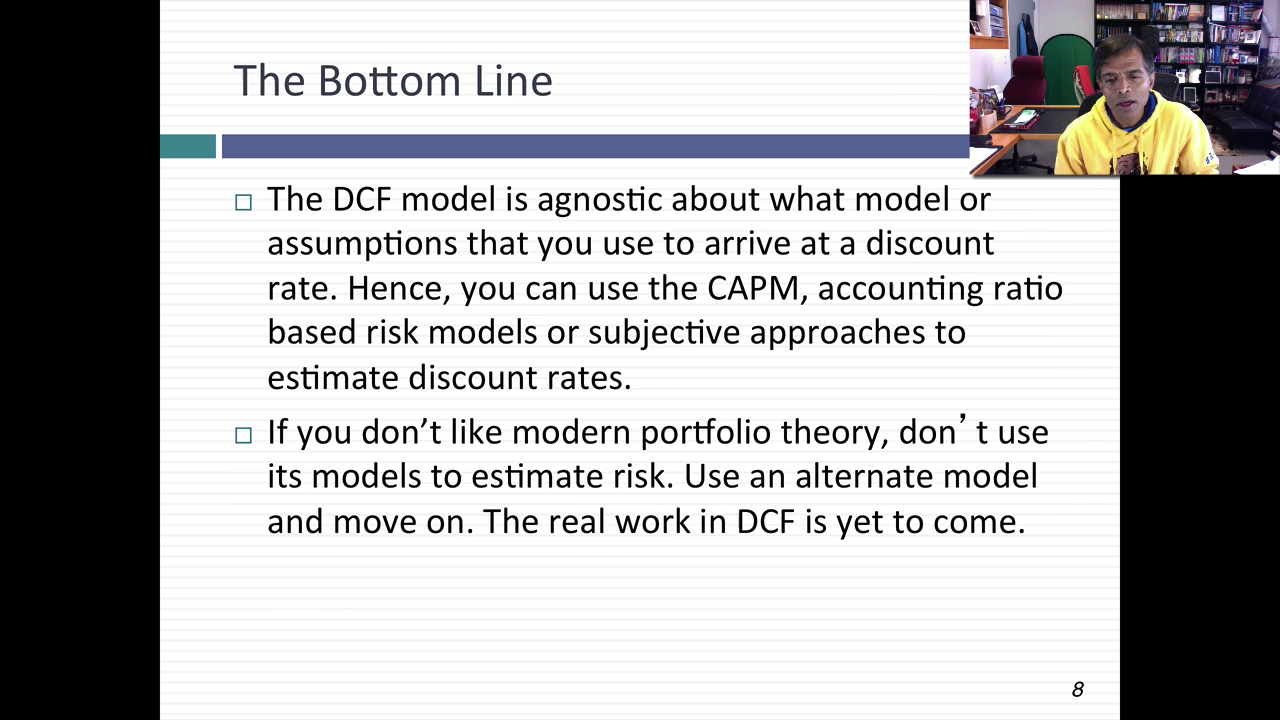 The Bottom Line
□ The DCF model is agnostic about what model or
assumptions that you use to arrive at a discount
rate. Hence, you can use the CAPM, accounting ratio
based risk models or subjective approaches to
estimate discount rates.
□ If you don’t like modern portfolio theory, don’ t use
its models to estimate risk. Use an alternate model
and move on. The real work in DCF is yet to come.
8